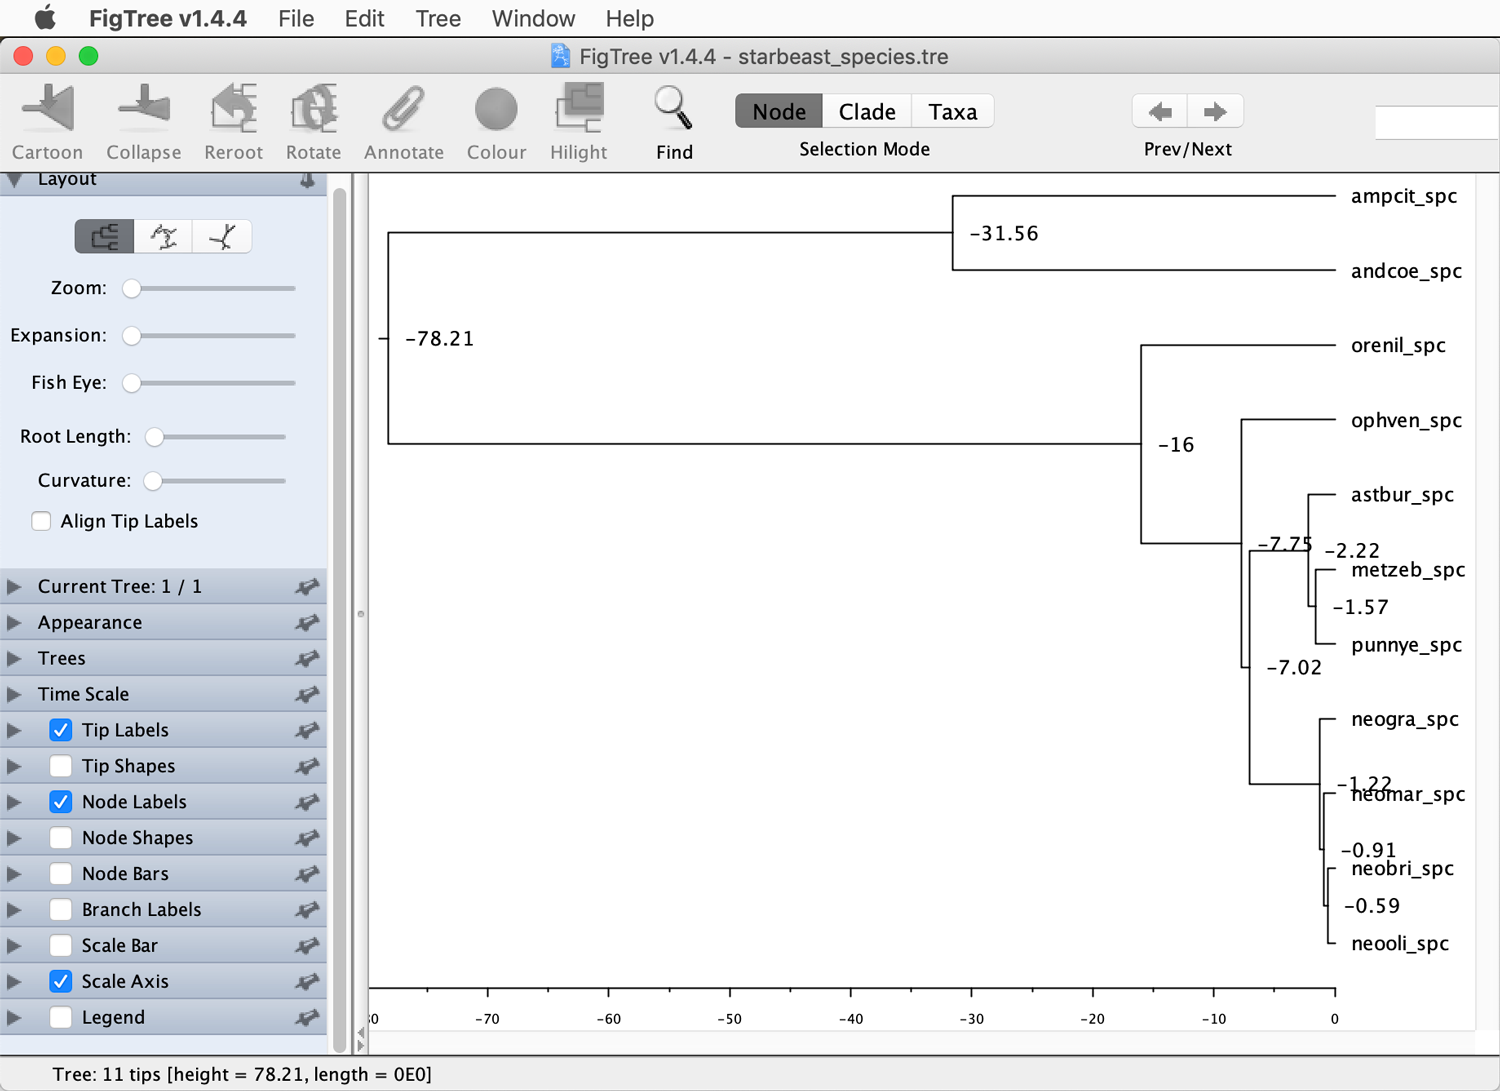 FigTree v1.4.4 File Edit Tree Window Help
FigTree v1.4.4 - starbeast_species.tre
Cartoon Collapse Reroot Rotate Annotate Colour Hilight Find
Node Clade Taxa
Selection Mode
Prev/Next
Layout
Zoom:
Expansion:
Fish Eye:
Root Length:
Curvature:
Align Tip Labels
Current Tree: 1 / 1
Appearance
Trees
Time Scale
Tip Labels
Tip Shapes
Node Labels
Node Shapes
Node Bars
Branch Labels
Scale Bar
Scale Axis
Legend
ampcit_spc
-31.56
andcoe_spc
-78.21
orenil_spc
ophven_spc
-16
astbur_spc
-7.75
-2.22
metzeb_spc
-1.57
punnye_spc
-7.02
neogra_spc
-1.22
neomar_spc
-0.91
neobri_spc
-0.59
neooli_spc
-70 -60 -50 -40 -30 -20 -10 0
Tree: 11 tips [height = 78.21, length = 0E0]